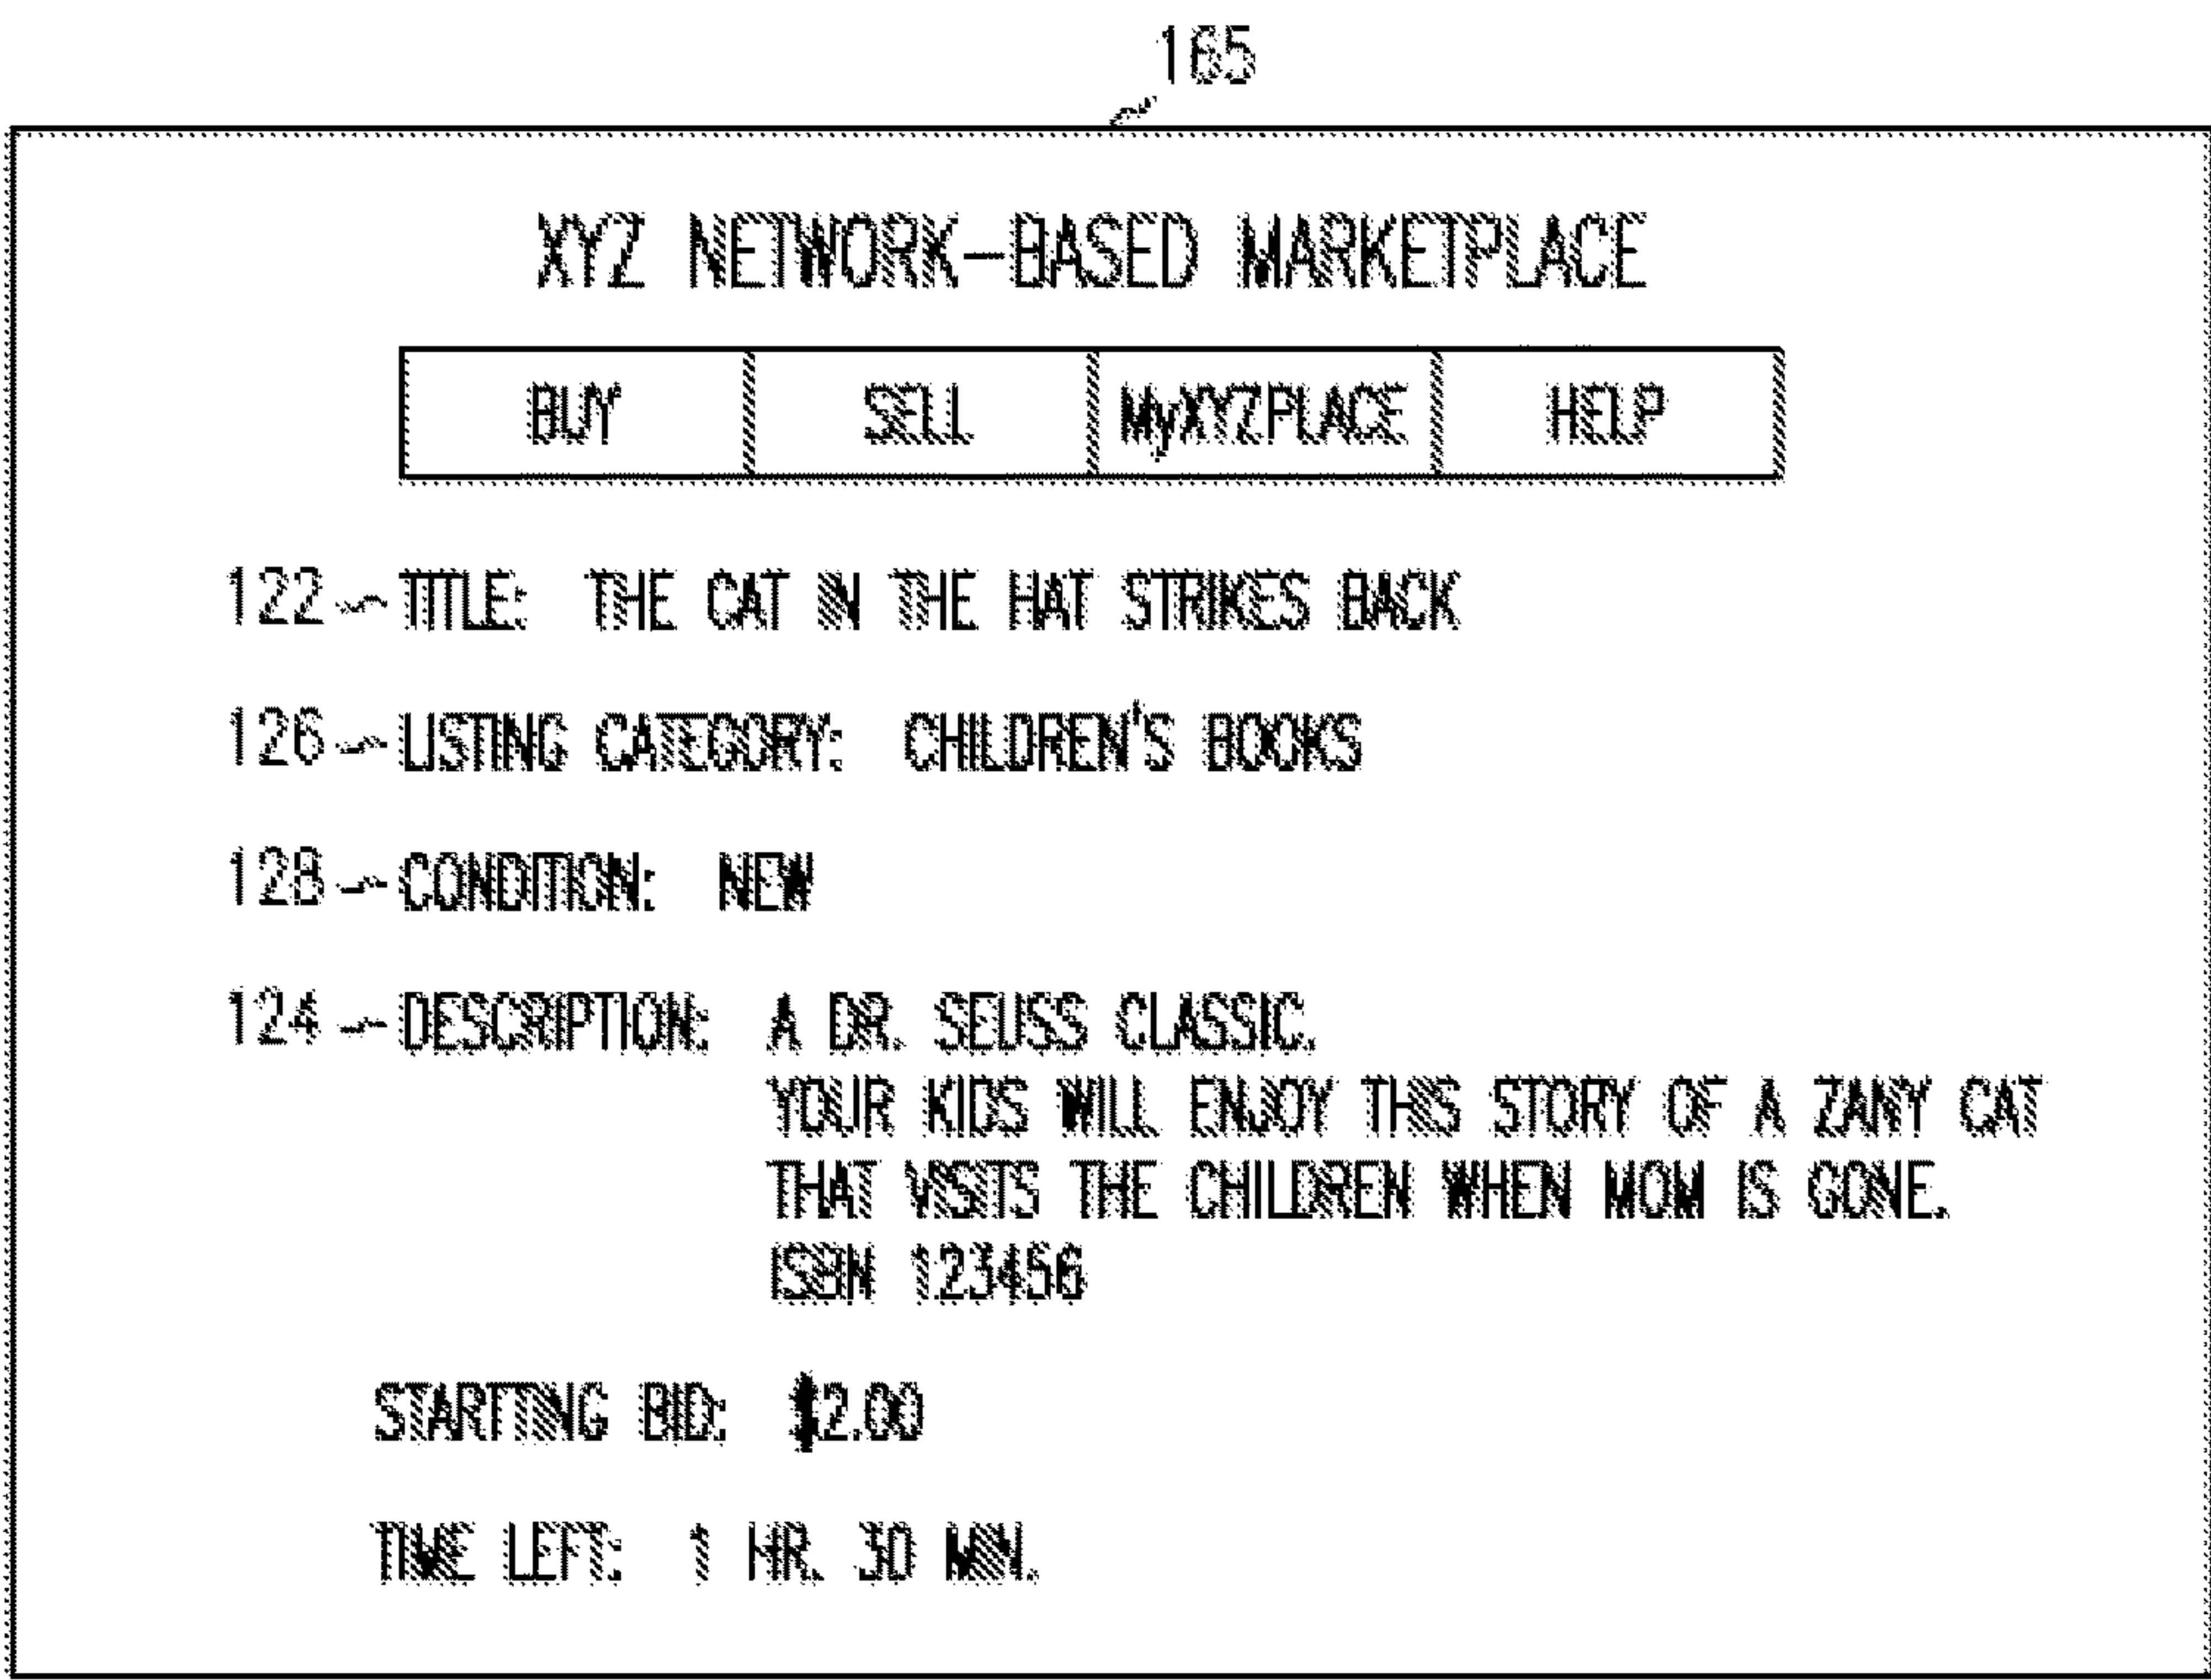 165
XYZ NETWORK-BASED MARKETPLACE
BUY SELL MyXYZPLACE HELP
122 TITLE: THE CAT IN THE HAT STRIKES BACK
126 LISTING CATEGORY: CHILDREN'S BOOKS
128 CONDITION: NEW
124 DESCRIPTION: A DR. SEUSS CLASSIC.
YOUR KIDS WILL ENJOY THIS STORY OF A ZANY CAT
THAT VISITS THE CHILDREN WHEN MOM IS GONE.
ISBN 123456
STARTING BID: $2.00
TIME LEFT: 1 HR. 30 MIN.